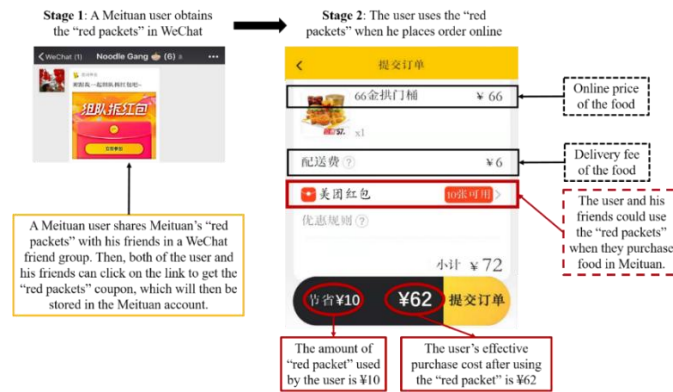 Stage 1: A Meituan user obtains
the “red packets” in WeChat
Stage 2: The user uses the “red
packets” when he places order online
WeChat (1)
Noodle Gang (6)
组队拆红包
A Meituan user shares Meituan’s “red
packets” with his friends in a WeChat
friend group. Then, both of the user and
his friends can click on the link to get the
“red packets” coupon, which will then be
stored in the Meituan account.
提交订单
66金拱门桶 ¥ 66
x1
配送费 ? ¥6
美团红包 10张可用
优惠规则 ?
小计 ¥ 72
节省¥10 ¥62 提交订单
Online price
of the food
Delivery fee
of the food
The user and his
friends could use
the “red packets”
when they purchase
food in Meituan.
The amount of
“red packet” used
by the user is ¥10
The user’s effective
purchase cost after using
the “red packet” is ¥62